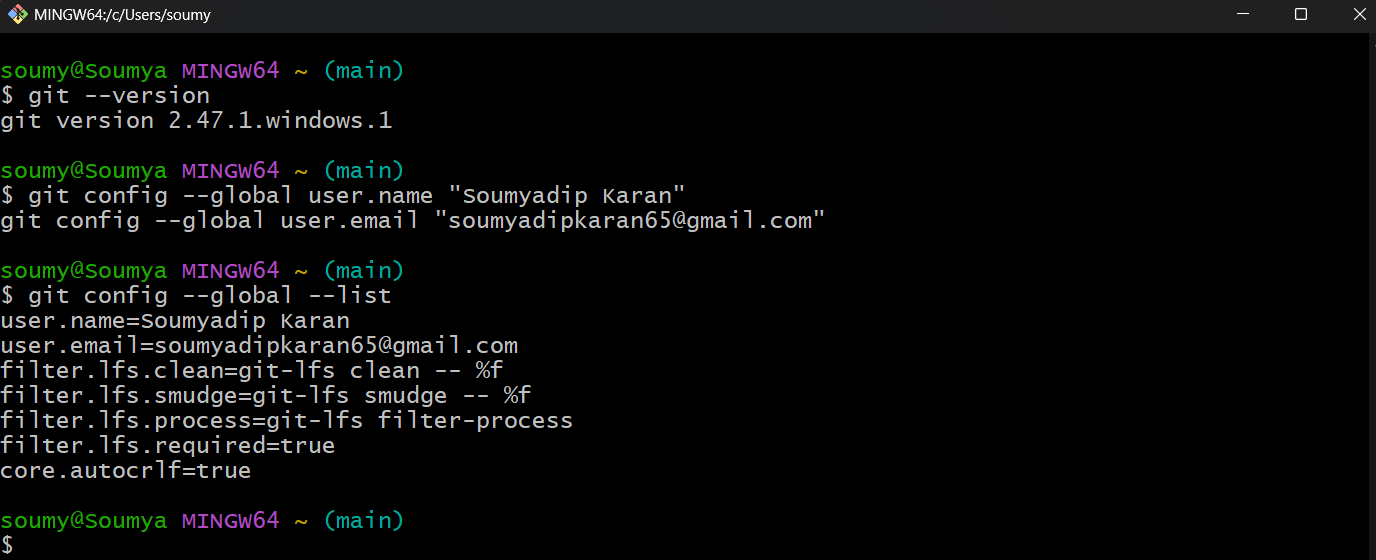 MINGW64:/c/Users/soumy
soumy@Soumya MINGW64 ~ (main)
$ git --version
git version 2.47.1.windows.1
soumy@Soumya MINGW64 ~ (main)
$ git config --global user.name "Soumyadip Karan"
git config --global user.email "soumyadipkaran65@gmail.com"
soumy@Soumya MINGW64 ~ (main)
$ git config --global --list
user.name=Soumyadip Karan
user.email=soumyadipkaran65@gmail.com
filter.lfs.clean=git-lfs clean -- %f
filter.lfs.smudge=git-lfs smudge -- %f
filter.lfs.process=git-lfs filter-process
filter.lfs.required=true
core.autocrlf=true
soumy@Soumya MINGW64 ~ (main)
$